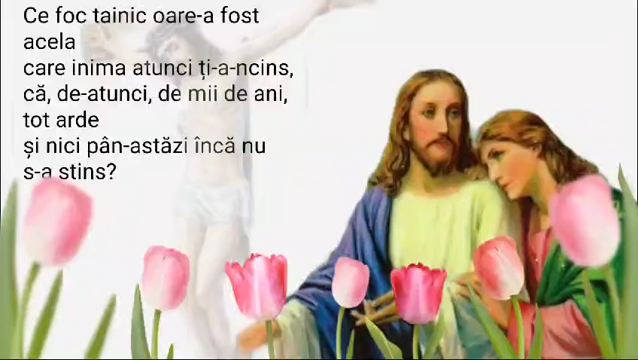 Ce foc tainic oare-a fost
acela
care inima atunci ți-a-ncins,
că, de-atunci, de mii de ani,
tot arde
și nici pân-astăzi încă nu
s-a stins?